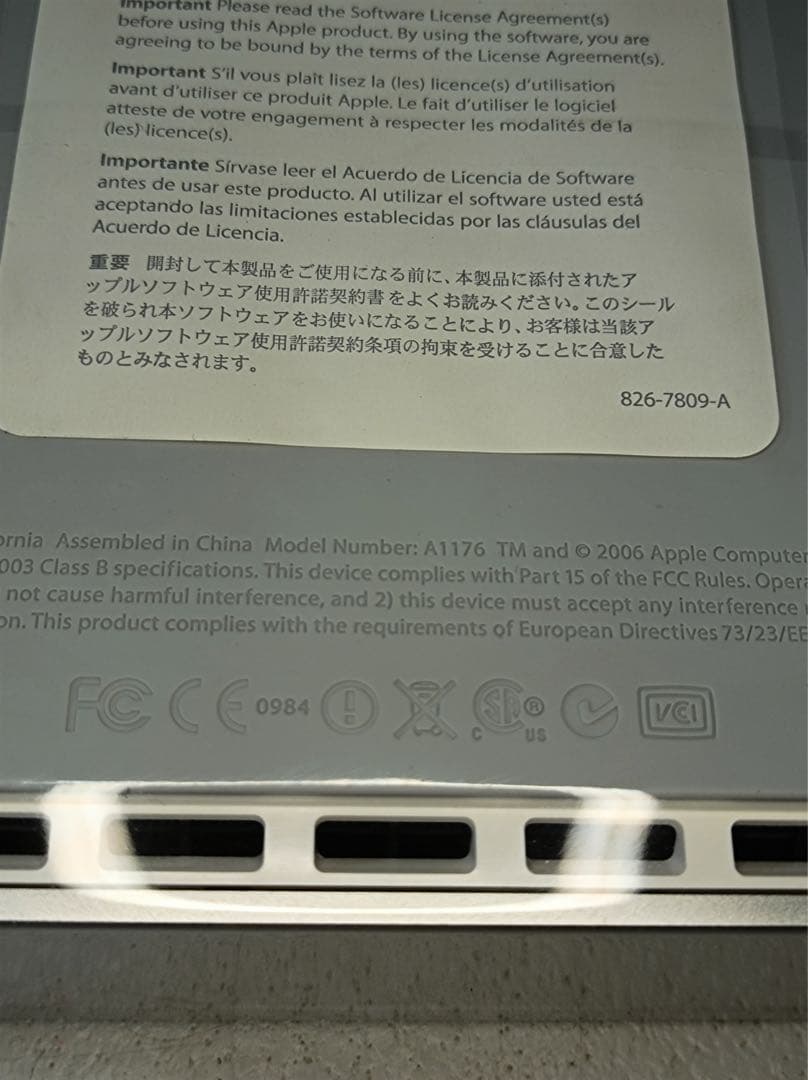 Important Please read the Software License Agreement(s)
before using this Apple product. By using the software, you are
agreeing to be bound by the terms of the License Agreement(s).
Important S'il vous plaît lisez la (les) licence(s) d'utilisation
avant d'utiliser ce produit Apple. Le fait d'utiliser le logiciel
atteste de votre engagement à respecter les modalités de la
(les) licence(s).
Importante Sírvase leer el Acuerdo de Licencia de Software
antes de usar este producto. Al utilizar el software usted está
aceptando las limitaciones establecidas por las cláusulas del
Acuerdo de Licencia.
重要 開封して本製品をご使用になる前に、本製品に添付されたア
ップルソフトウェア使用許諾契約書をよくお読みください。このシール
を破られ本ソフトウェアをお使いになることにより、お客様は当該ア
ップルソフトウェア使用許諾契約条項の拘束を受けることに合意した
ものとみなされます。
826-7809-A
ornia Assembled in China Model Number: A1176 TM and © 2006 Apple Computer
003 Class B specifications. This device complies with Part 15 of the FCC Rules. Opera
not cause harmful interference, and 2) this device must accept any interference
on. This product complies with the requirements of European Directives 73/23/EE
FC CE 0984 C US VCI